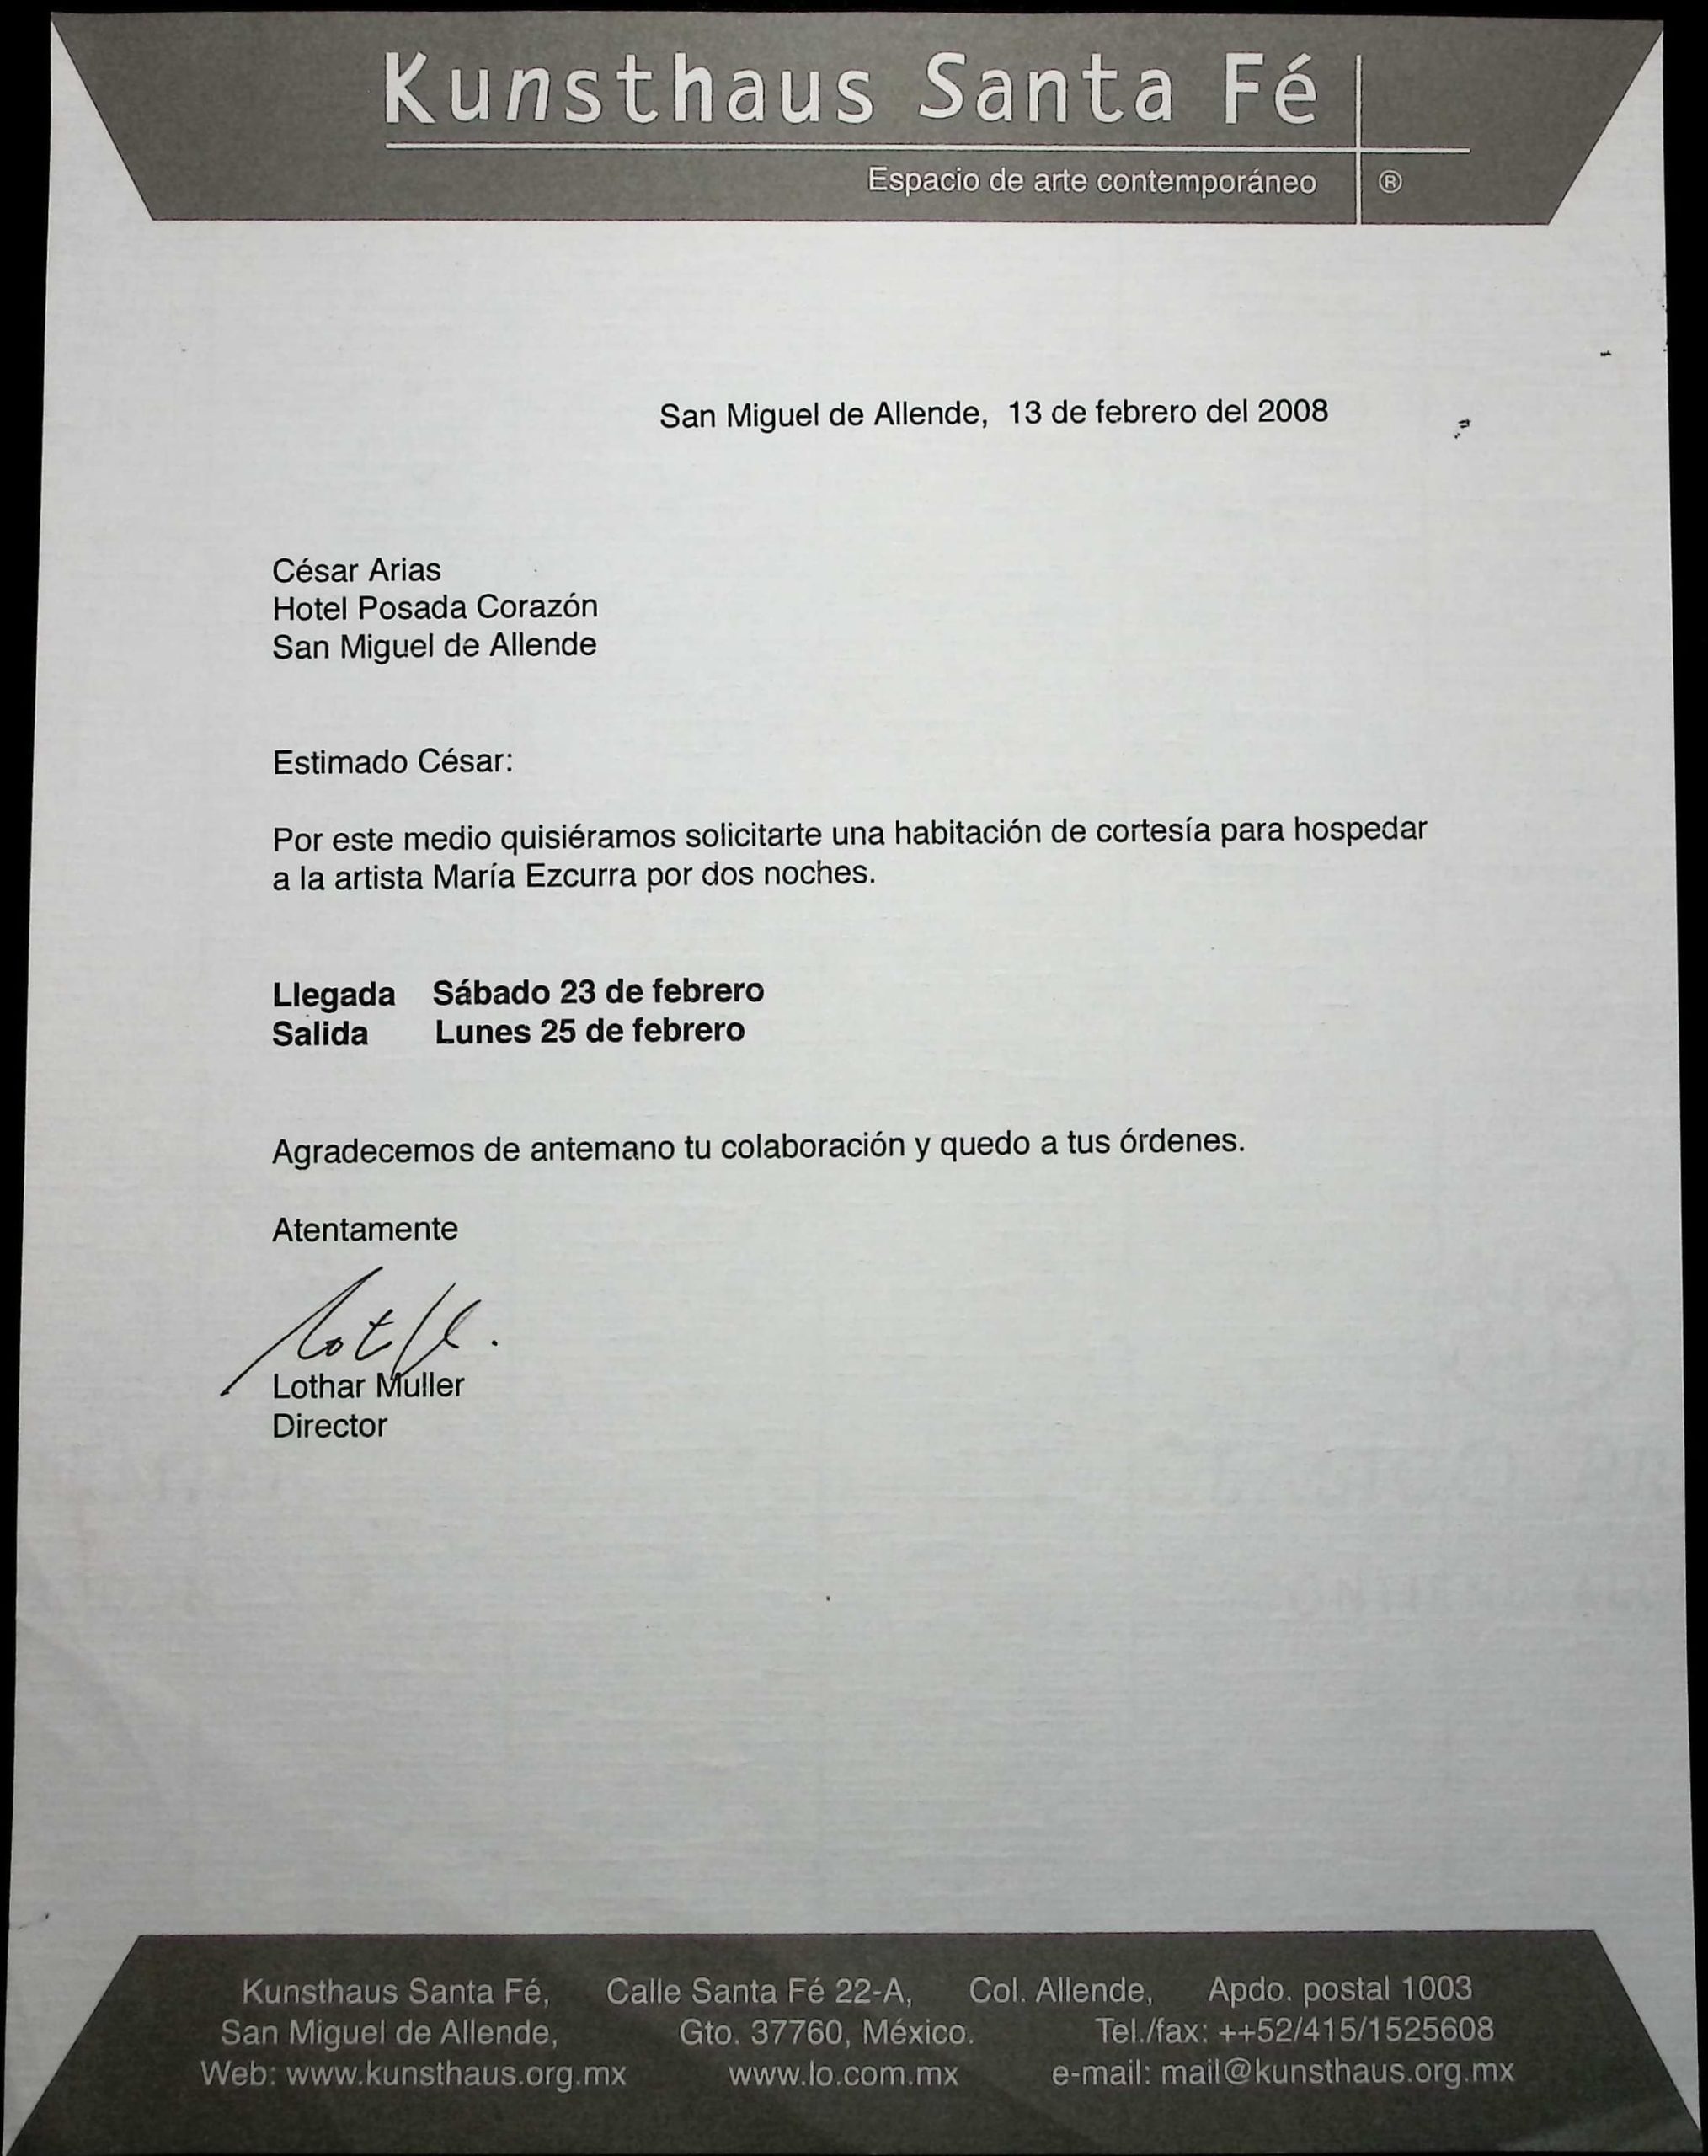 Kunsthaus Santa Fé
Espacio de arte contemporáneo ®
San Miguel de Allende, 13 de febrero del 2008
César Arias
Hotel Posada Corazón
San Miguel de Allende
Estimado César:
Por este medio quisiéramos solicitarte una habitación de cortesía para hospedar
a la artista María Ezcurra por dos noches.
Llegada Sábado 23 de febrero
Salida Lunes 25 de febrero
Agradecemos de antemano tu colaboración y quedo a tus órdenes.
Atentamente
Lothar Muller
Director
Kunsthaus Santa Fé, Calle Santa Fé 22-A, Col. Allende, Apdo. postal 1003
San Miguel de Allende, Gto. 37760, México. Tel./fax: ++52/415/1525608
Web: www.kunsthaus.org.mx www.lo.com.mx e-mail: mail@kunsthaus.org.mx